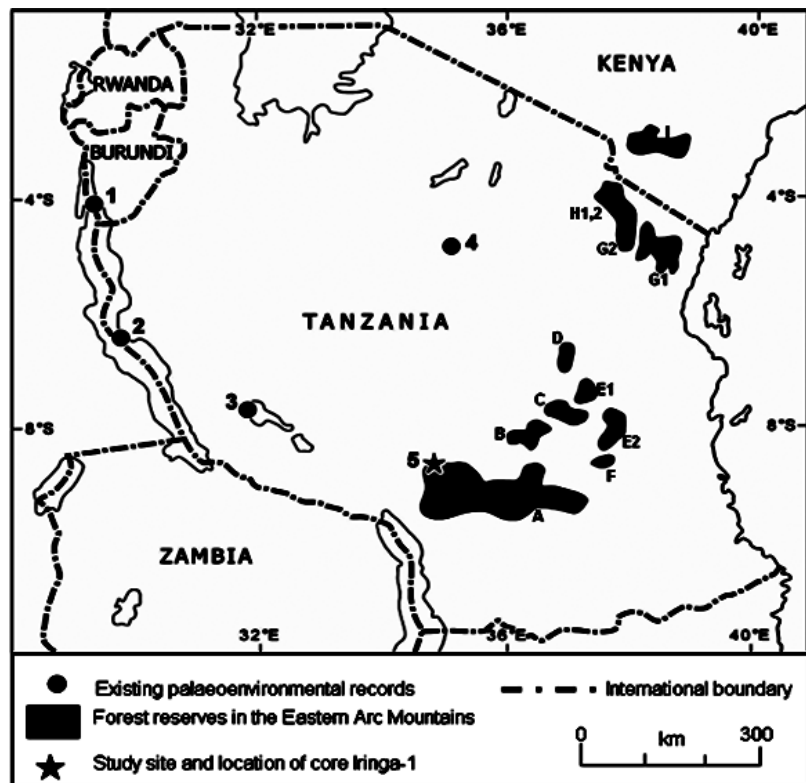 32°E 36°E 40°E
KENYA
RWANDA
I
BURUNDI
4°S 1 4°S
H1,2
4 G2
G1
TANZANIA
2 D
E1
3 C
8°S B E2 8°S
5 F
A
ZAMBIA
32°E 36°E 40°E
Existing palaeoenvironmental records International boundary
Forest reserves in the Eastern Arc Mountains
km
0 300
Study site and location of core Iringa-1